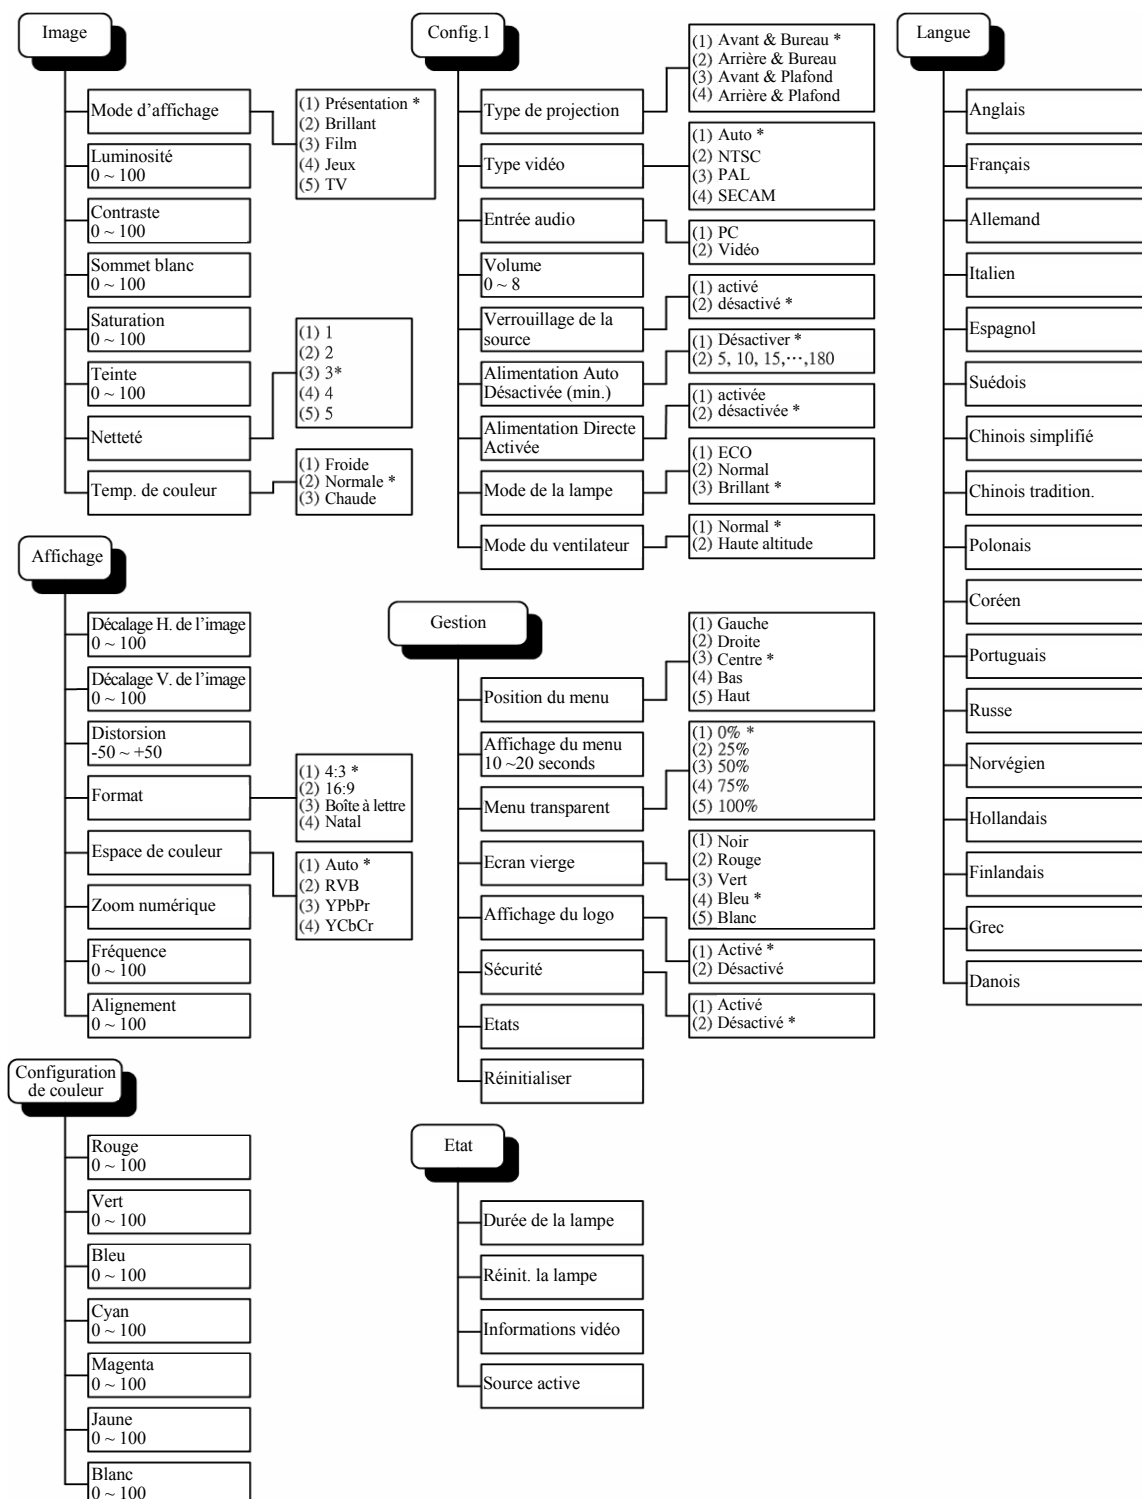 Image
Mode d'affichage
(1) Présentation *
(2) Brillant
(3) Film
(4) Jeux
(5) TV
Luminosité
0 ~ 100
Contraste
0 ~ 100
Sommet blanc
0 ~ 100
Saturation
0 ~ 100
Teinte
0 ~ 100
Netteté
(1) 1
(2) 2
(3) 3*
(4) 4
(5) 5
Temp. de couleur
(1) Froide
(2) Normale *
(3) Chaude
Affichage
Décalage H. de l'image
0 ~ 100
Décalage V. de l'image
0 ~ 100
Distorsion
-50 ~ +50
Format
(1) 4:3 *
(2) 16:9
(3) Boîte à lettre
(4) Natal
Espace de couleur
(1) Auto *
(2) RVB
(3) YPbPr
(4) YCbCr
Zoom numérique
Fréquence
0 ~ 100
Alignement
0 ~ 100
Configuration
de couleur
Rouge
0 ~ 100
Vert
0 ~ 100
Bleu
0 ~ 100
Cyan
0 ~ 100
Magenta
0 ~ 100
Jaune
0 ~ 100
Blanc
0 ~ 100
Config.1
Type de projection
(1) Avant & Bureau *
(2) Arrière & Bureau
(3) Avant & Plafond
(4) Arrière & Plafond
Type vidéo
(1) Auto *
(2) NTSC
(3) PAL
(4) SECAM
Entrée audio
(1) PC
(2) Vidéo
Volume
0 ~ 8
Verrouillage de la
source
(1) activé
(2) désactivé *
Alimentation Auto
Désactivée (min.)
(1) Désactiver *
(2) 5, 10, 15,⋯,180
Alimentation Directe
Activée
(1) activée
(2) désactivée *
Mode de la lampe
(1) ECO
(2) Normal
(3) Brillant *
Mode du ventilateur
(1) Normal *
(2) Haute altitude
Gestion
Position du menu
(1) Gauche
(2) Droite
(3) Centre *
(4) Bas
(5) Haut
Affichage du menu
10 ~20 seconds
Menu transparent
(1) 0% *
(2) 25%
(3) 50%
(4) 75%
(5) 100%
Ecran vierge
(1) Noir
(2) Rouge
(3) Vert
(4) Bleu *
(5) Blanc
Affichage du logo
(1) Activé *
(2) Désactivé
Sécurité
(1) Activé
(2) Désactivé *
Etats
Réinitialiser
Etat
Durée de la lampe
Réinit. la lampe
Informations vidéo
Source active
Langue
Anglais
Français
Allemand
Italien
Espagnol
Suédois
Chinois simplifié
Chinois tradition.
Polonais
Coréen
Portuguais
Russe
Norvégien
Hollandais
Finlandais
Grec
Danois